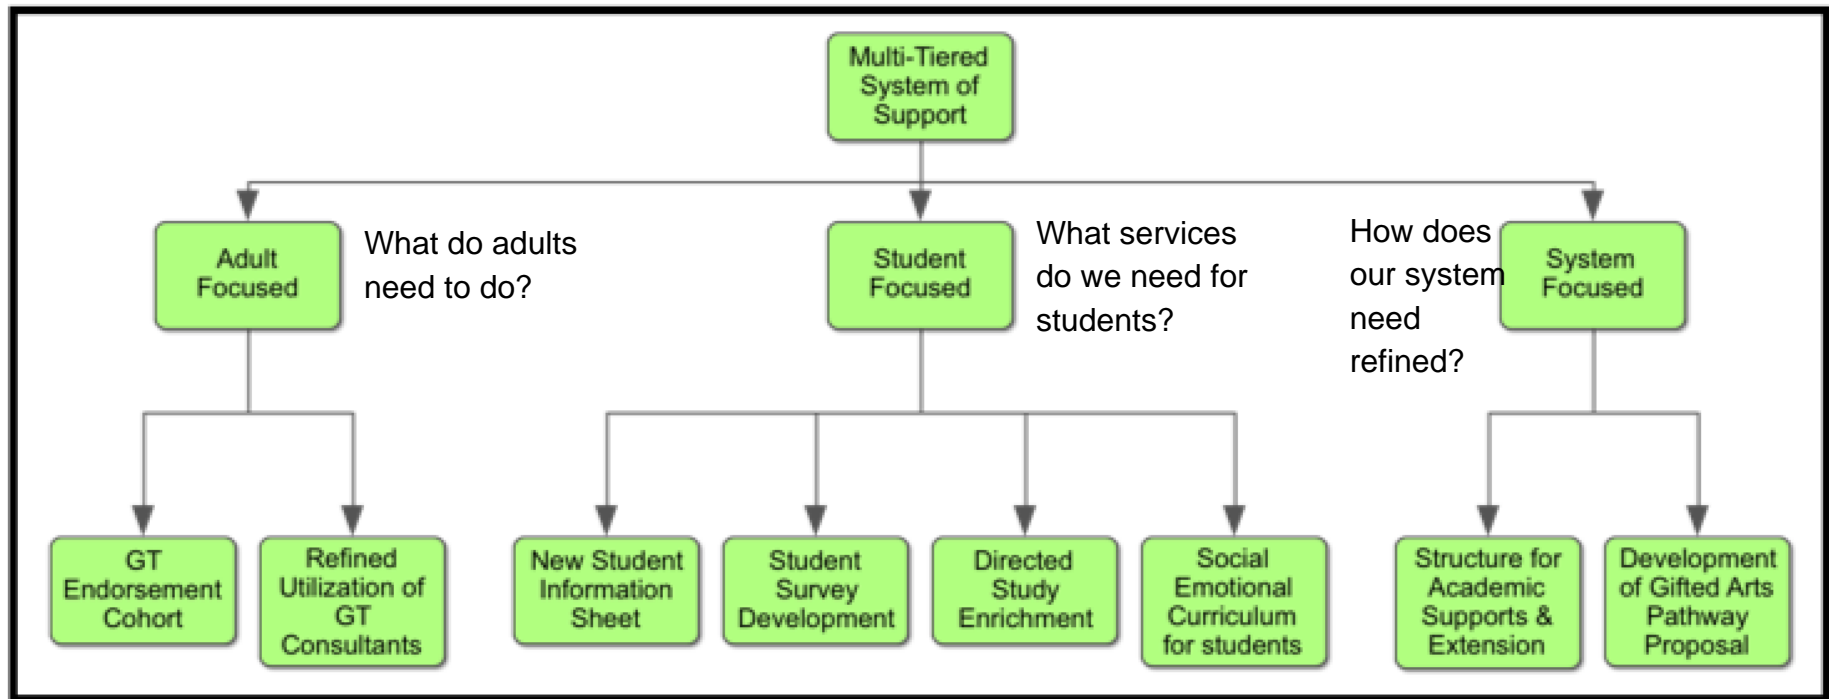 Multi-Tiered
System of
Support
Adult
Focused
What do adults
need to do?
Student
Focused
What services
do we need for
students?
How does
our system
need
refined?
System
Focused
GT
Endorsement
Cohort
Refined
Utilization of
GT
Consultants
New Student
Information
Sheet
Student
Survey
Development
Directed
Study
Enrichment
Social
Emotional
Curriculum
for students
Structure for
Academic
Supports &
Extension
Development
of Gifted Arts
Pathway
Proposal